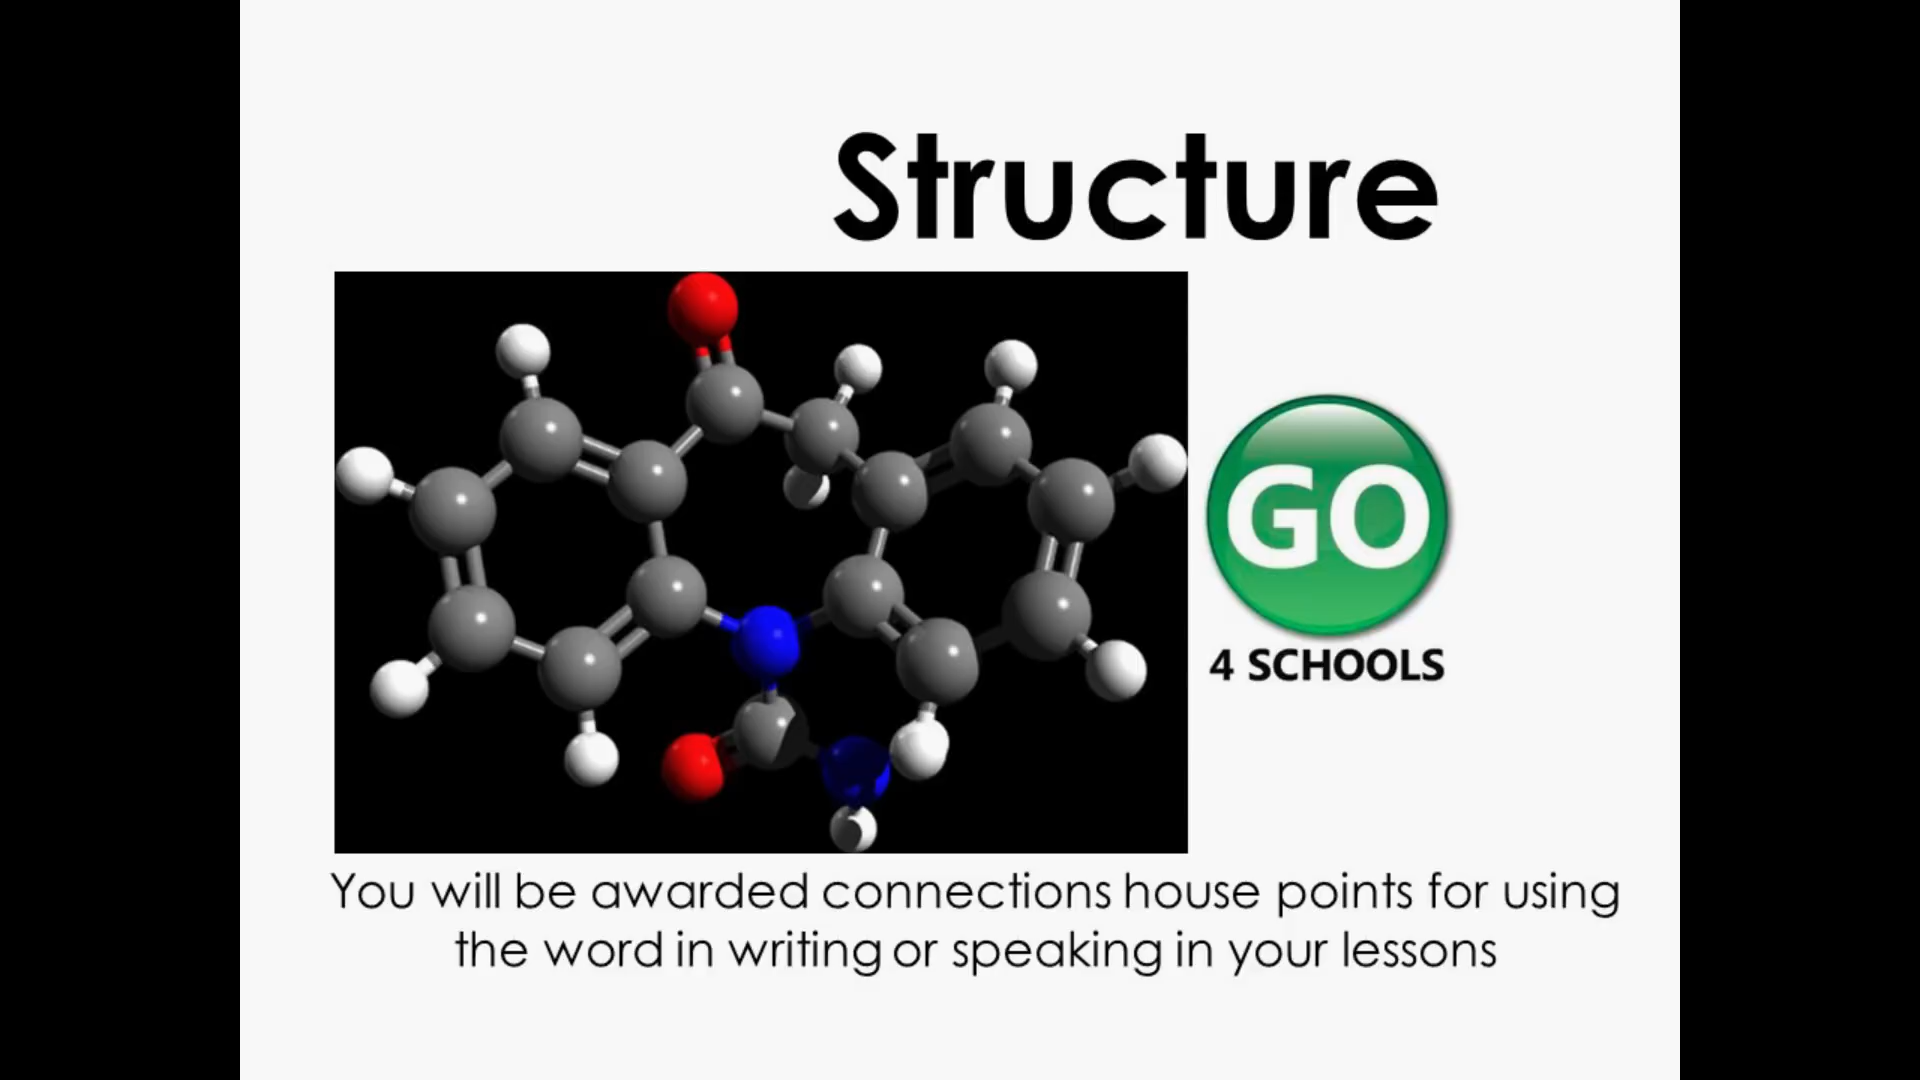 Structure
GO
4 SCHOOLS
You will be awarded connections house points for using
the word in writing or speaking in your lessons